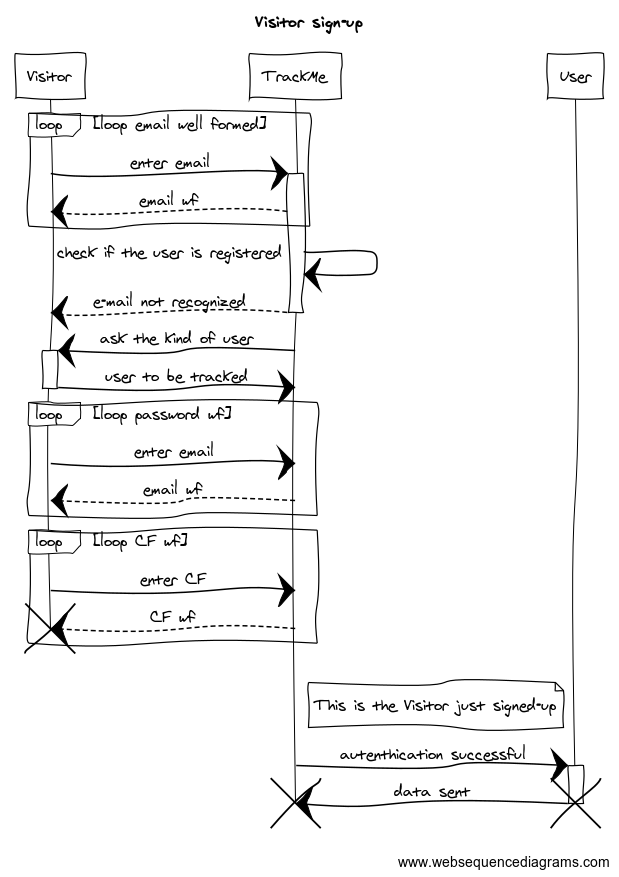 Visitor sign-up
Visitor
TrackMe
User
loop
[loop email well formed]
enter email
email wf
check if the user is registered
e-mail not recognized
ask the kind of user
user to be tracked
loop
[loop password wf]
enter email
email wf
loop
[loop CF wf]
enter CF
CF wf
This is the Visitor just signed-up
autenthication successful
data sent
www.websequencediagrams.com